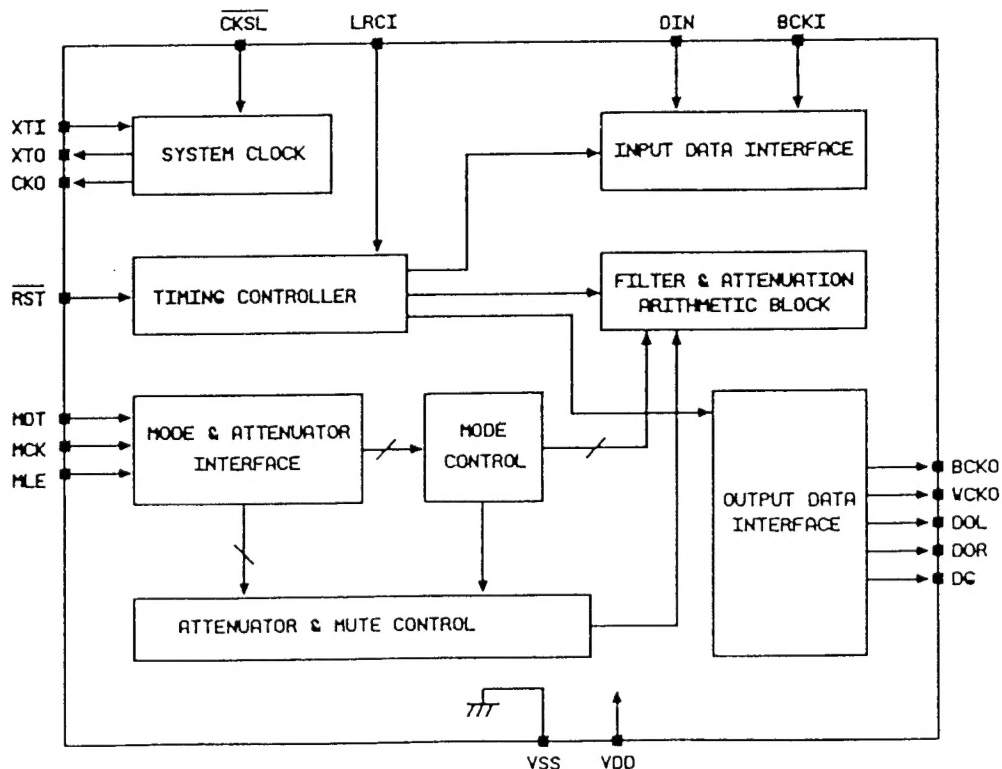 CKSL
LRCI
DIN
BCKI
XTI
XTO
CKO
SYSTEM CLOCK
INPUT DATA INTERFACE
RST
TIMING CONTROLLER
FILTER & ATTENUATION
ARITHMETIC BLOCK
MDT
MCK
MLE
MODE & ATTENUATOR
INTERFACE
MODE
CONTROL
OUTPUT DATA
INTERFACE
BCKO
WCKO
DOL
DOR
DG
ATTENUATOR & MUTE CONTROL
VSS
VDD